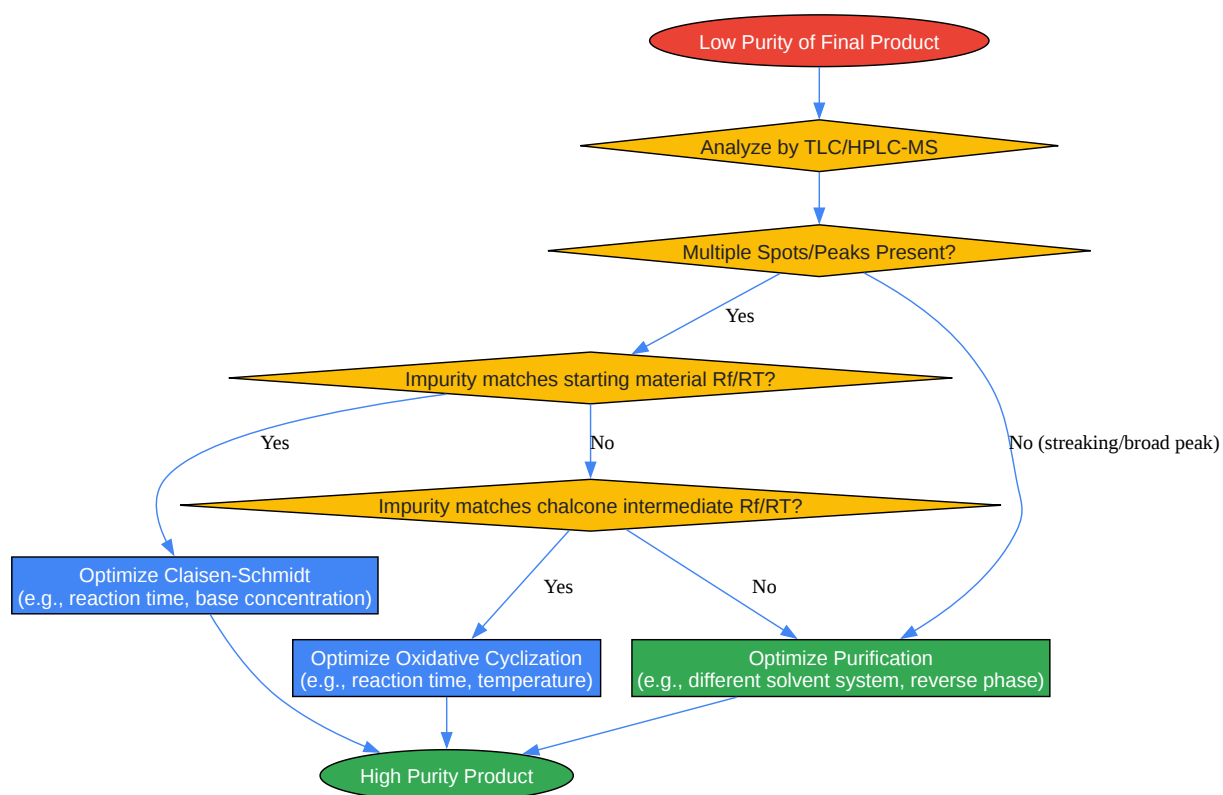 Low Purity of Final Product
Analyze by TLC/HPLC-MS
Multiple Spots/Peaks Present?
Yes
Impurity matches starting material Rf/RT?
Yes
No
No (streaking/broad peak)
Impurity matches chalcone intermediate Rf/RT?
Optimize Claisen-Schmidt
(e.g., reaction time, base concentration)
Yes
No
Optimize Oxidative Cyclization
(e.g., reaction time, temperature)
Optimize Purification
(e.g., different solvent system, reverse phase)
High Purity Product